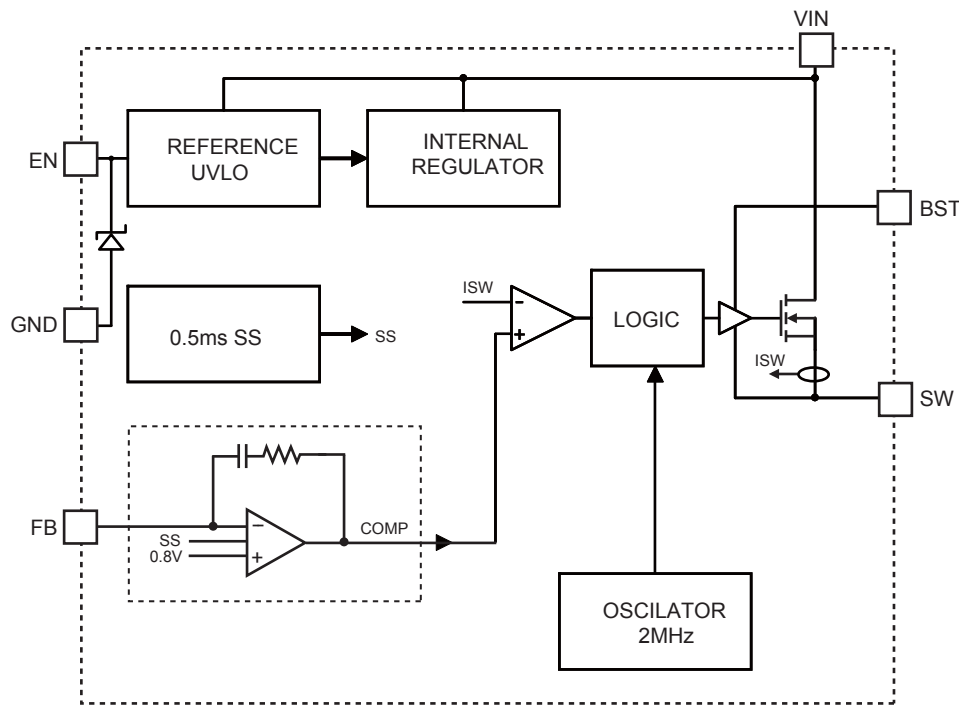 VIN
EN
REFERENCE
UVLO
INTERNAL
REGULATOR
BST
GND
0.5ms SS
SS
ISW
LOGIC
ISW
SW
FB
SS
0.8V
COMP
OSCILATOR
2MHz